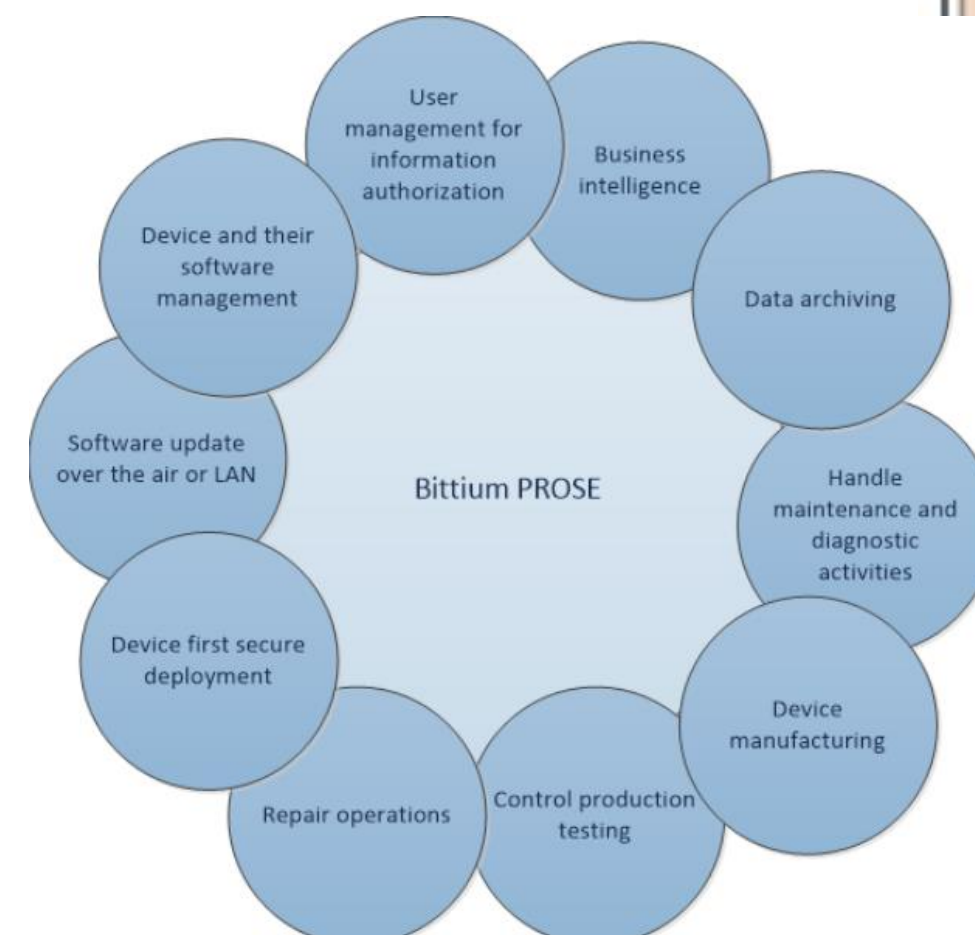 User
management for
information
authorization
Business
intelligence
Device and their
software
management
Data archiving
Software update
over the air or LAN
Bittium PROSE
Handle
maintenance and
diagnostic
activities
Device first secure
deployment
Device
manufacturing
Repair operations
Control production
testing